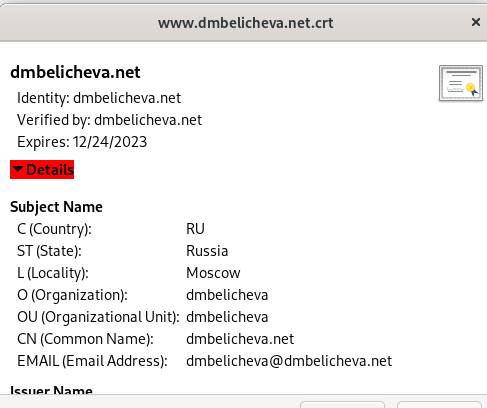 www.dmbelicheva.net.crt
dmbelicheva.net
Identity: dmbelicheva.net
Verified by: dmbelicheva.net
Expires: 12/24/2023
Details
Subject Name
C (Country): RU
ST (State): Russia
L (Locality): Moscow
O (Organization): dmbelicheva
OU (Organizational Unit): dmbelicheva
CN (Common Name): dmbelicheva.net
EMAIL (Email Address): dmbelicheva@dmbelicheva.net
Issuer Name